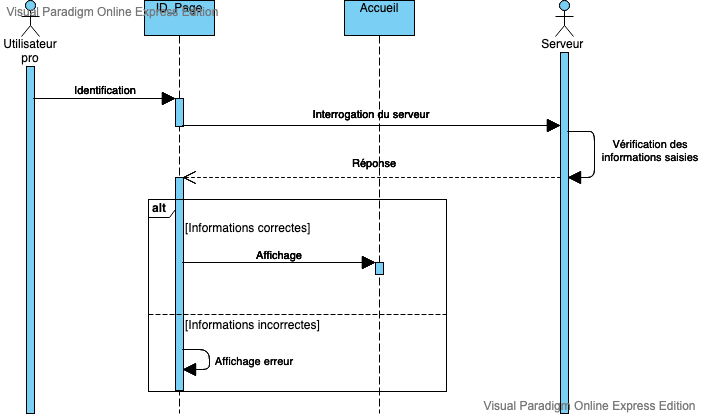 Visual Paradigm Online Express Edition
ID_Page
Accueil
Utilisateur
pro
Serveur
Identification
Interrogation du serveur
Vérification des
informations saisies
Réponse
alt
[Informations correctes]
Affichage
[Informations incorrectes]
Affichage erreur
Visual Paradigm Online Express Edition